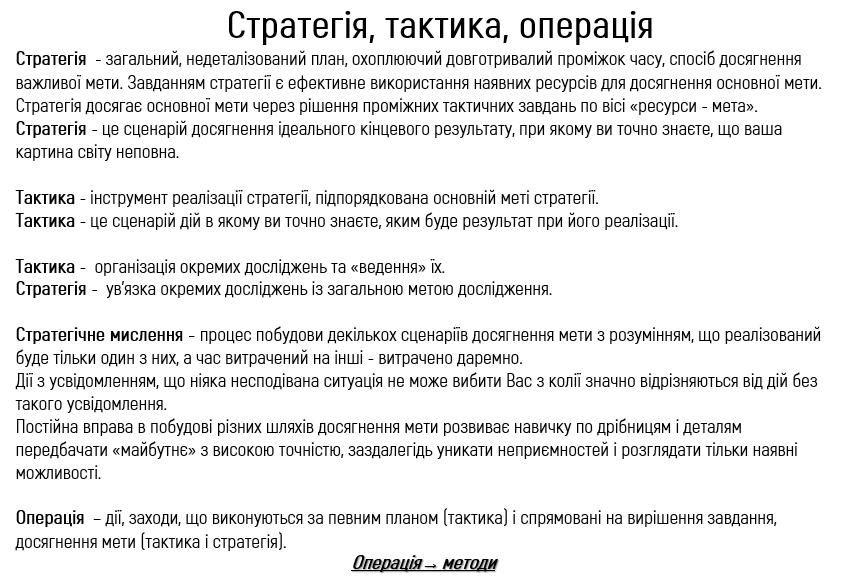 Стратегія, тактика, операція
Стратегія - загальний, недеталізований план, охоплюючий довготривалий проміжок часу, спосіб досягнення
важливої мети. Завданням стратегії є ефективне використання наявних ресурсів для досягнення основної мети.
Стратегія досягає основної мети через рішення проміжних тактичних завдань по вісі «ресурси - мета».
Стратегія - це сценарій досягнення ідеального кінцевого результату, при якому ви точно знаєте, що ваша
картина світу неповна.
Тактика - інструмент реалізації стратегії, підпорядкована основній меті стратегії.
Тактика - це сценарій дій в якому ви точно знаєте, яким буде результат при його реалізації.
Тактика - організація окремих досліджень та «ведення» їх.
Стратегія - ув’язка окремих досліджень із загальною метою дослідження.
Стратегічне мислення – процес побудови декількох сценаріїв досягнення мети з розумінням, що реалізований
буде тільки один з них, а час витрачений на інші - витрачено даремно.
Дії з усвідомленням, що ніяка несподівана ситуація не може вибити Вас з колії значно відрізняються від дій без
такого усвідомлення.
Постійна вправа в побудові різних шляхів досягнення мети розвиває навичку по дрібницям і деталям
передбачати «майбутнє» з високою точністю, заздалегідь уникати неприємностей і розглядати тільки наявні
можливості.
Операція – дії, заходи, що виконуються за певним планом (тактика) і спрямовані на вирішення завдання,
досягнення мети (тактика і стратегія).
Операція→ методи